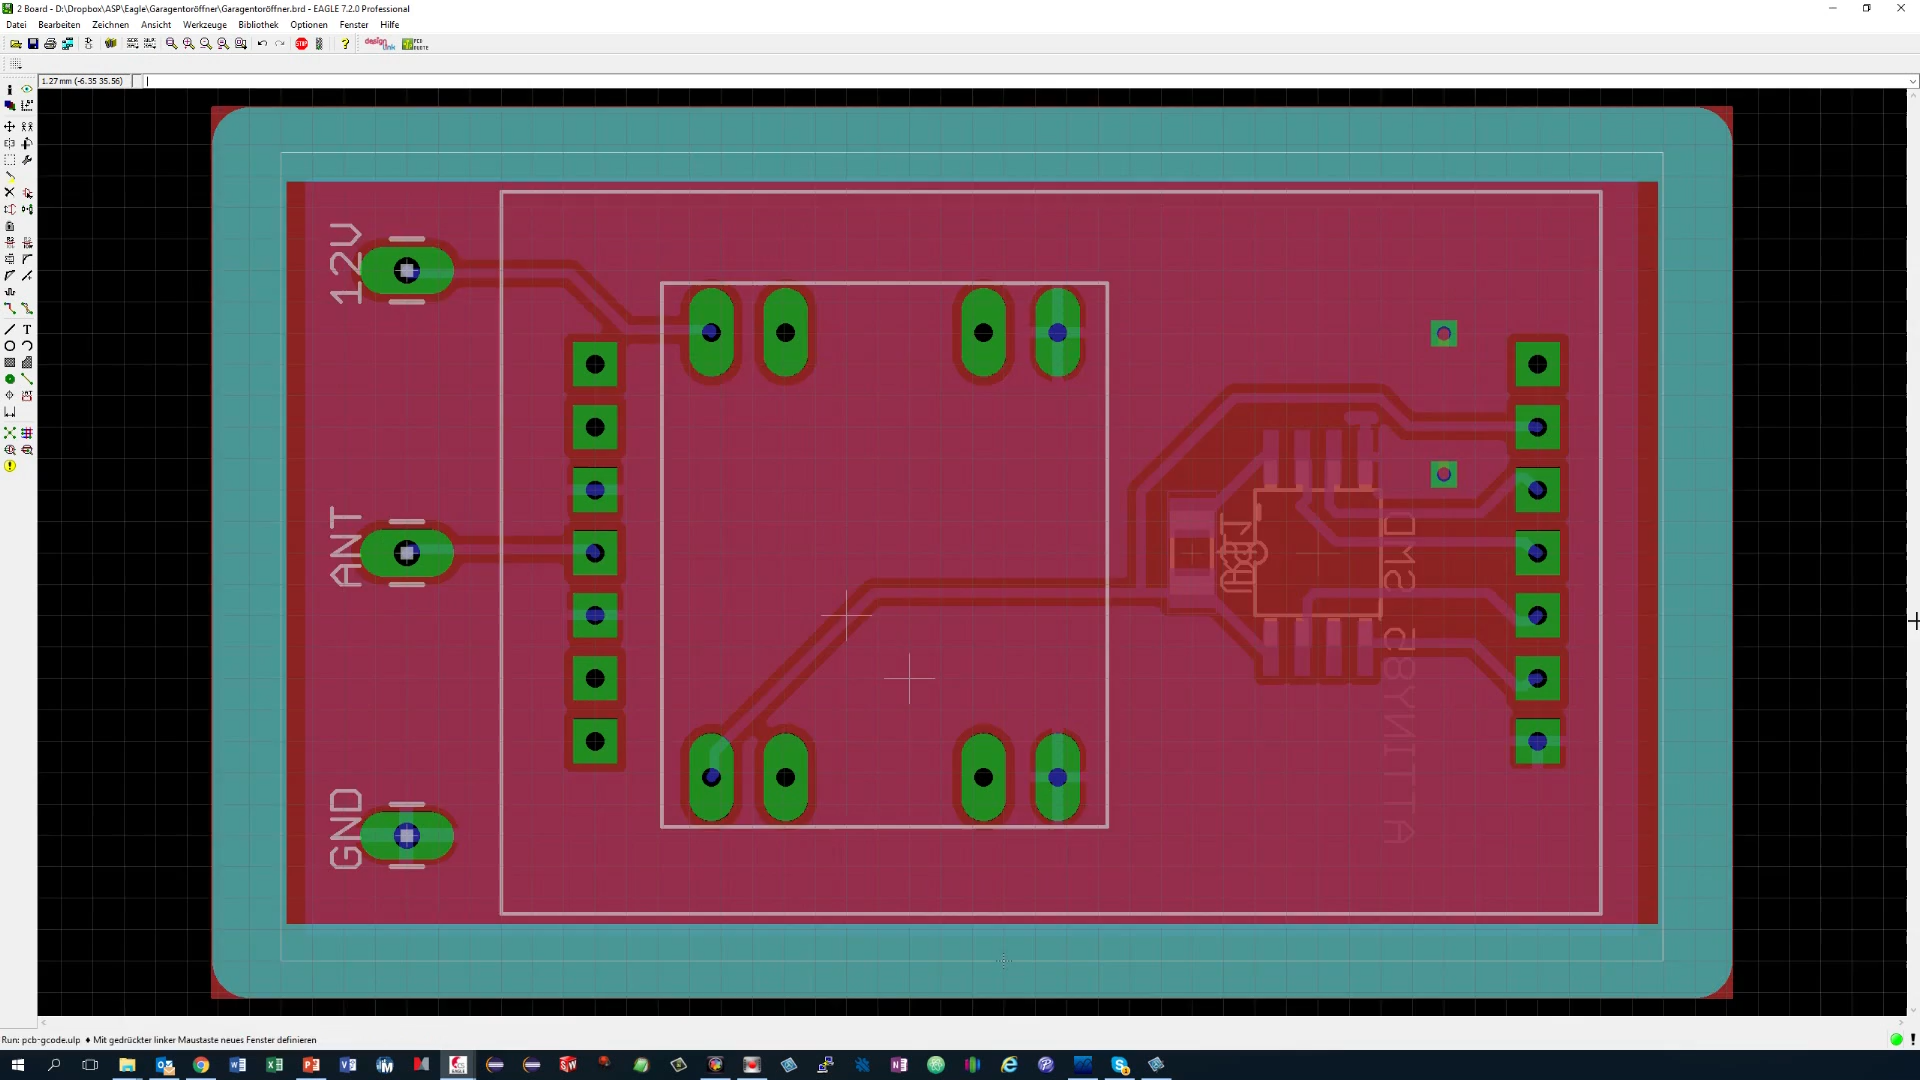 2 Board - D:\Dropbox\ASP\Eagle\Garagentoröffner\Garagentoröffner.brd - EAGLE 7.2.0 Professional
Datei Bearbeiten Zeichnen Ansicht Werkzeuge Bibliothek Optionen Fenster Hilfe
1.27 mm (-6.35 35.56)
12V
ANT
GND
ATTINY85 SMD
Run: pcb-gcode.ulp ♦ Mit gedrückter linker Maustaste neues Fenster definieren